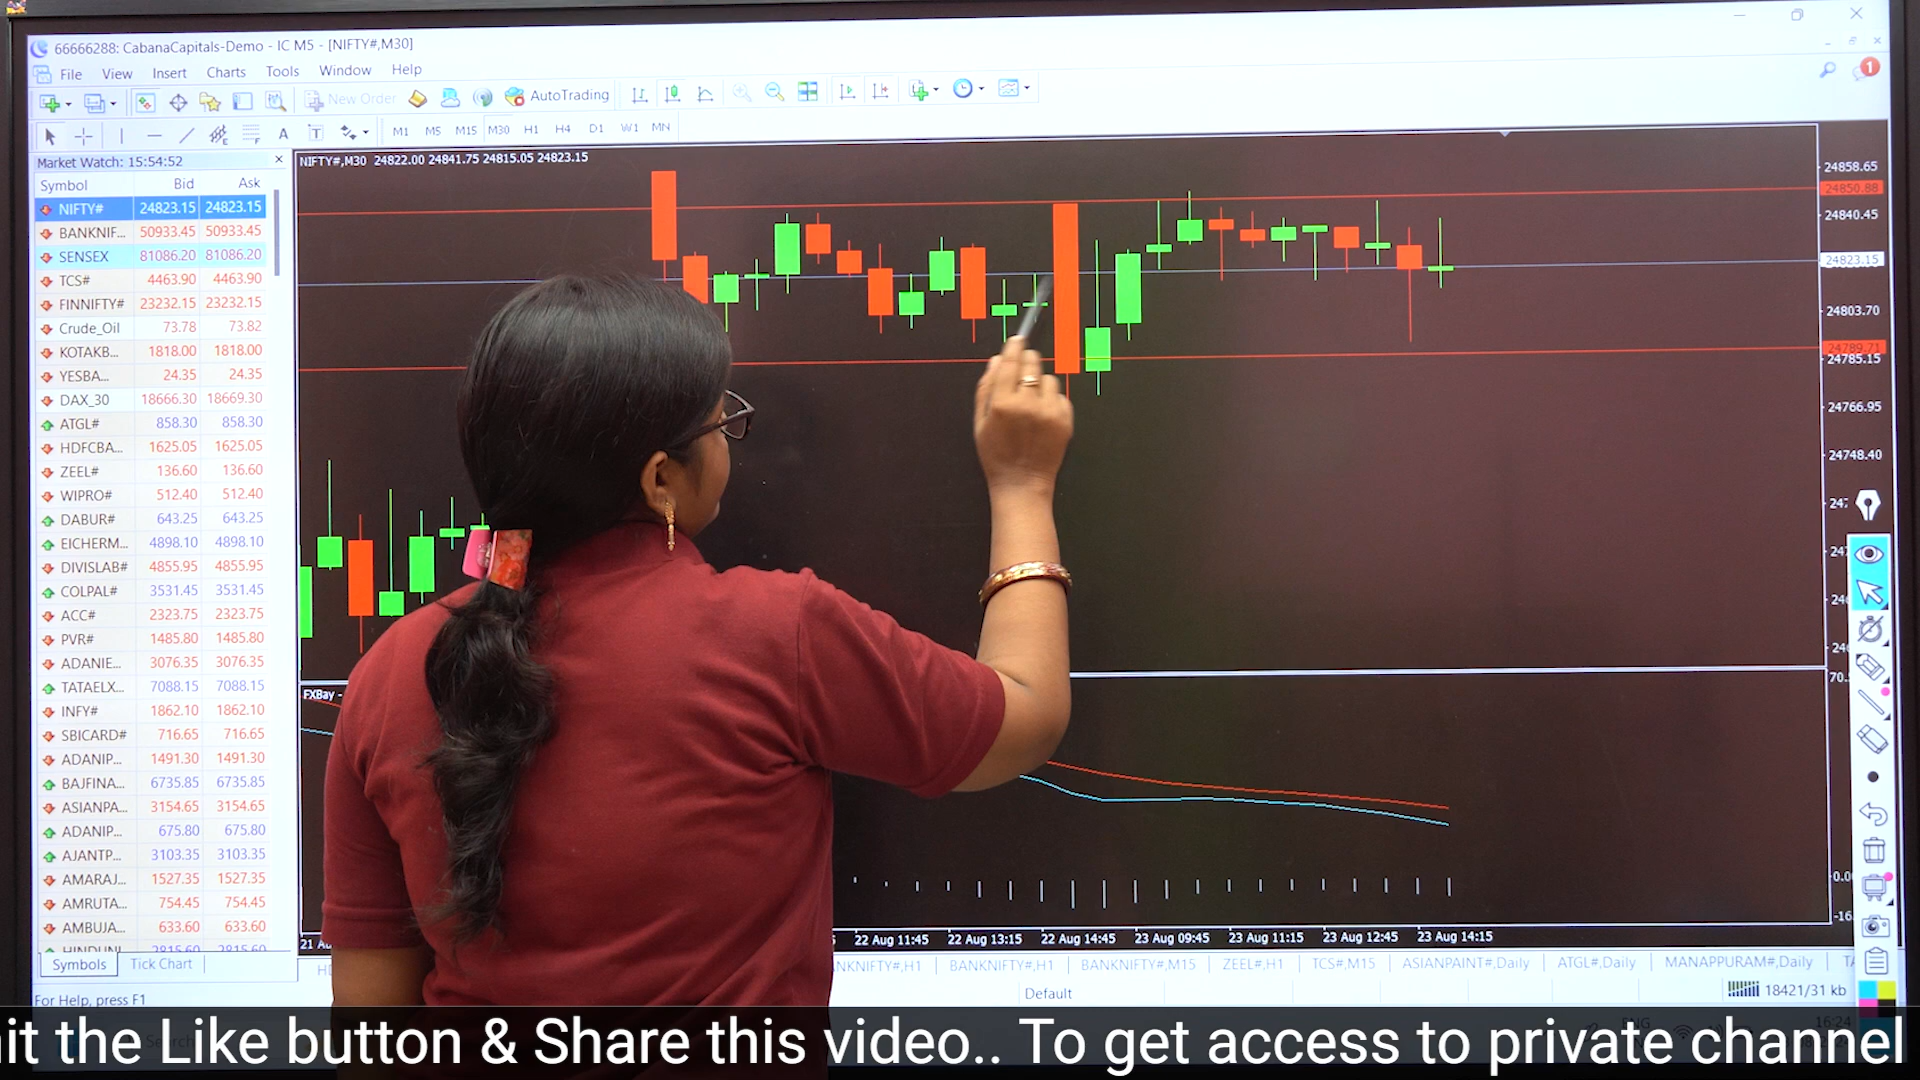 66666288: CabanaCapitals-Demo - IC M5 - [NIFTY#,M30]
File View Insert Charts Tools Window Help
New Order AutoTrading
1
A T M1 M5 M15 M30 H1 H4 D1 W1 MN
Market Watch: 15:54:52
Symbol Bid Ask
NIFTY# 24823.15 24823.15
BANKNIF... 50933.45 50933.45
SENSEX 81086.20 81086.20
TCS# 4463.90 4463.90
FINNIFTY# 23232.15 23232.15
Crude_Oil 73.78 73.82
KOTAKB... 1818.00 1818.00
YESBA... 24.35 24.35
DAX_30 18666.30 18669.30
ATGL# 858.30 858.30
HDFCBA... 1625.05 1625.05
ZEEL# 136.60 136.60
WIPRO# 512.40 512.40
DABUR# 643.25 643.25
EICHERM... 4898.10 4898.10
DIVISLAB# 4855.95 4855.95
COLPAL# 3531.45 3531.45
ACC# 2323.75 2323.75
PVR# 1485.80 1485.80
ADANIE... 3076.35 3076.35
TATAELX... 7088.15 7088.15
INFY# 1862.10 1862.10
SBICARD# 716.65 716.65
ADANIP... 1491.30 1491.30
BAJFINA... 6735.85 6735.85
ASIANPA... 3154.65 3154.65
ADANIP... 675.80 675.80
AJANTP... 3103.35 3103.35
AMARAJ... 1527.35 1527.35
AMRUTA... 754.45 754.45
AMBUJA... 633.60 633.60
HINDUNI... 2815.60 2815.60
Symbols Tick Chart
For Help, press F1
NIFTY#,M30 24822.00 24841.75 24815.05 24823.15
24858.65
24850.88
24840.45
24823.15
24803.70
24789.71
24785.15
24766.95
24748.40
FXBay -
22 Aug 11:45 22 Aug 13:15 22 Aug 14:45 23 Aug 09:45 23 Aug 11:15 23 Aug 12:45 23 Aug 14:15
NKNIFTY#,H1 BANKNIFTY#,H1 BANKNIFTY#,M15 ZEEL#,H1 TCS#,M15 ASIANPAINT#,Daily ATGL#,Daily MANAPPURAM#,Daily
Default
18421/31 kb
16:24
hit the Like button & Share this video.. To get access to private channel